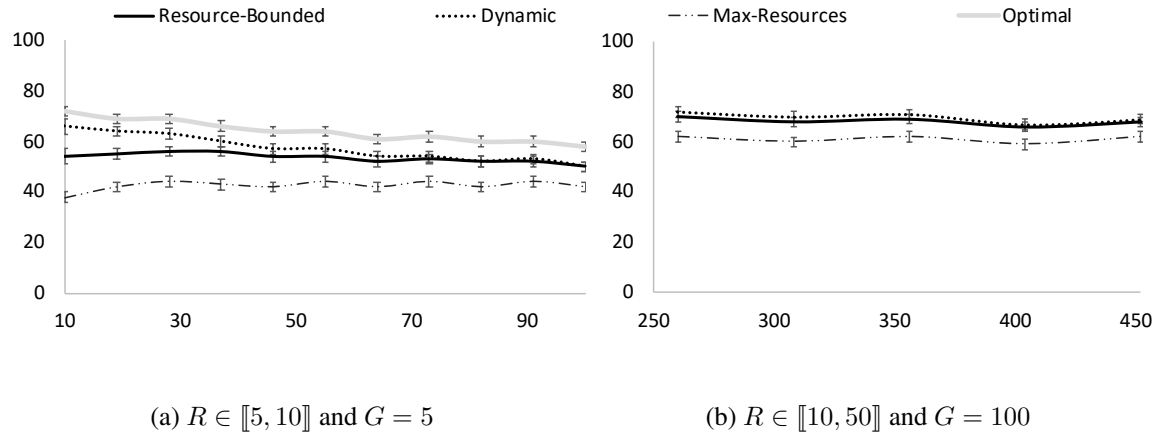 Resource-Bounded Dynamic Max-Resources Optimal
100
80
60
40
20
0
10 30 50 70 90
100
80
60
40
20
0
250 300 350 400 450
(a) R ∈ ⟦5, 10⟧ and G = 5
(b) R ∈ ⟦10, 50⟧ and G = 100